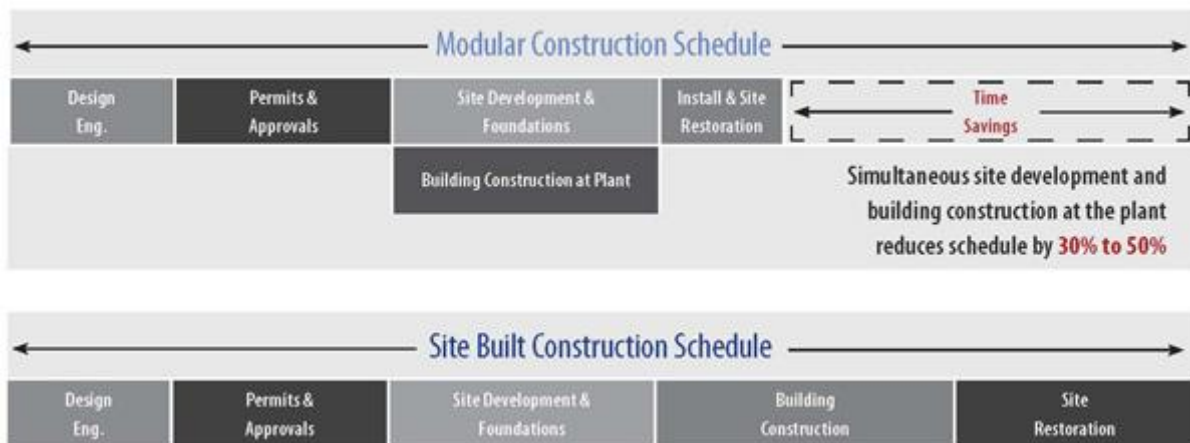 Modular Construction Schedule
Design
Eng.
Permits &
Approvals
Site Development &
Foundations
Install & Site
Restoration
Time
Savings
Building Construction at Plant
Simultaneous site development and
building construction at the plant
reduces schedule by 30% to 50%
Site Built Construction Schedule
Design
Eng.
Permits &
Approvals
Site Development &
Foundations
Building
Construction
Site
Restoration